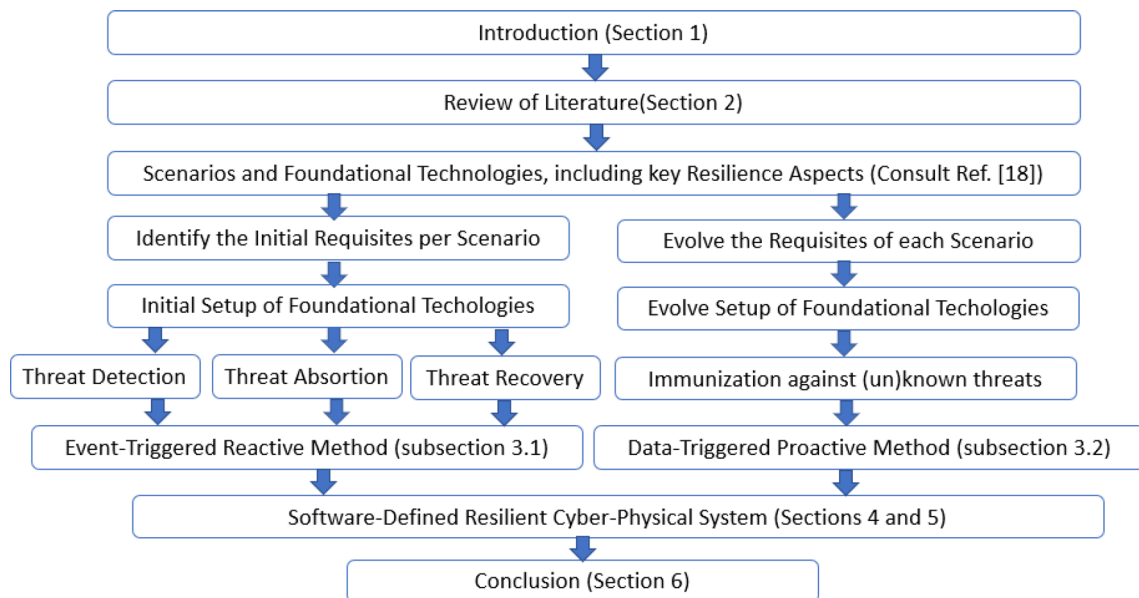 Introduction (Section 1)
Review of Literature(Section 2)
Scenarios and Foundational Technologies, including key Resilience Aspects (Consult Ref. [18])
Identify the Initial Requisites per Scenario
Evolve the Requisites of each Scenario
Initial Setup of Foundational Techologies
Evolve Setup of Foundational Techologies
Threat Detection
Threat Absortion
Threat Recovery
Immunization against (un)known threats
Event-Triggered Reactive Method (subsection 3.1)
Data-Triggered Proactive Method (subsection 3.2)
Software-Defined Resilient Cyber-Physical System (Sections 4 and 5)
Conclusion (Section 6)